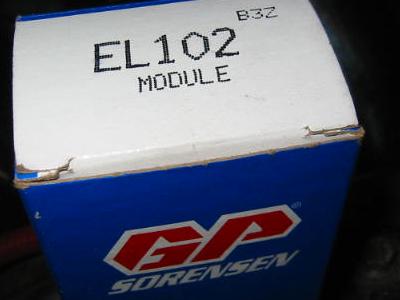 B3Z
EL102
MODULE
GP®
SORENSEN